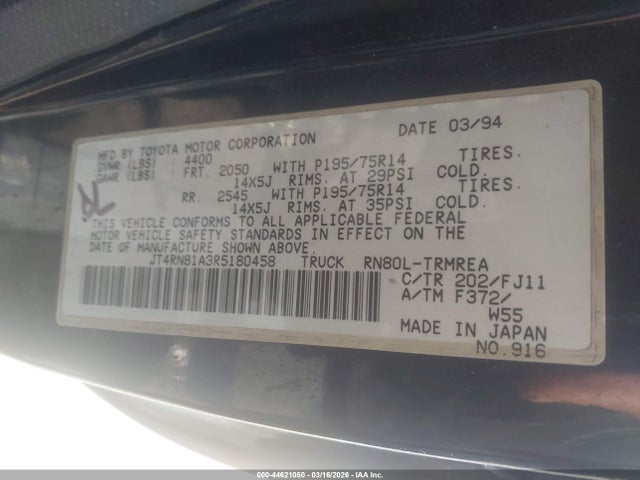 MFD BY TOYOTA MOTOR CORPORATION DATE 03/94
GVWR (LBS) : 4400
GAWR (LBS) : FRT. 2050 WITH P195/75R14 TIRES.
14X5J RIMS. AT 29PSI COLD.
RR. 2545 WITH P195/75R14 TIRES.
14X5J RIMS. AT 35PSI COLD.
THIS VEHICLE CONFORMS TO ALL APPLICABLE FEDERAL
MOTOR VEHICLE SAFETY STANDARDS IN EFFECT ON THE
DATE OF MANUFACTURE SHOWN ABOVE.
JT4RN81A3R5180458 TRUCK RN80L-TRMREA
C/TR 202/FJ11
A/TM F372/
W55
MADE IN JAPAN
NO.916
000-44621050 - 03/16/2026 - Copyright © IAA, Inc.